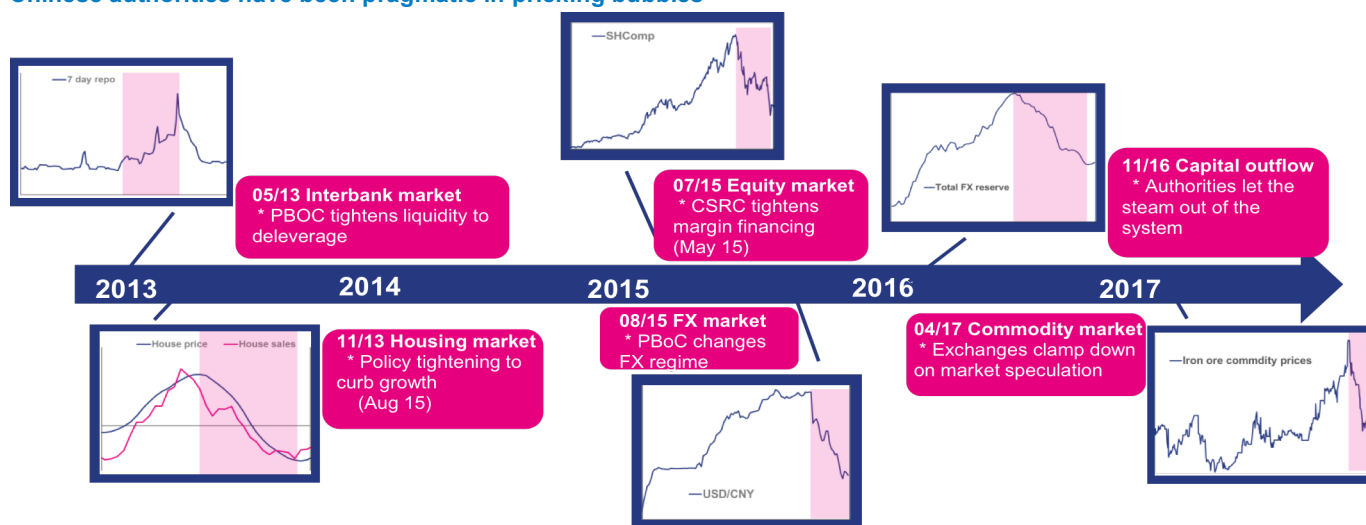 Chinese authorities have been pragmatic in pricking bubbles
7 day repo
05/13 Interbank market
* PBOC tightens liquidity to
deleverage
SHComp
07/15 Equity market
* CSRC tightens
margin financing
(May 15)
Total FX reserve
11/16 Capital outflow
* Authorities let the
steam out of the
system
2013
2014
2015
2016
2017
House price
House sales
11/13 Housing market
* Policy tightening to
curb growth
(Aug 15)
08/15 FX market
* PBoC changes
FX regime
USD/CNY
04/17 Commodity market
* Exchanges clamp down
on market speculation
Iron ore commdity prices